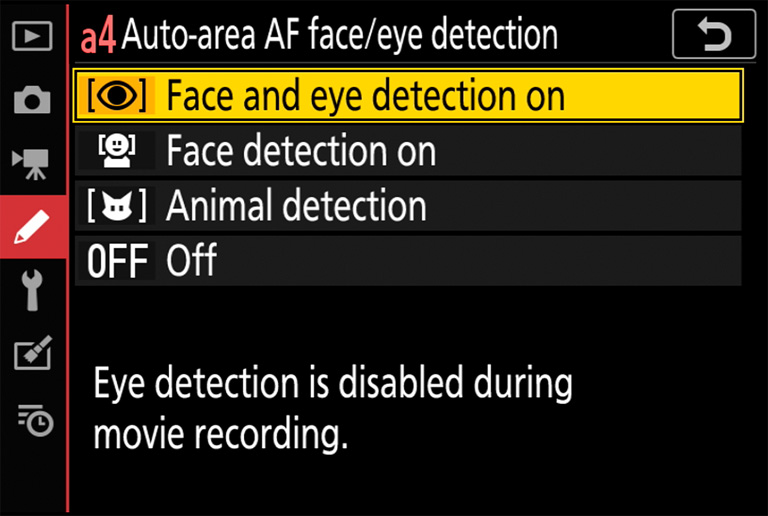 a4 Auto-area AF face/eye detection
Face and eye detection on
Face detection on
Animal detection
OFF Off
Eye detection is disabled during
movie recording.